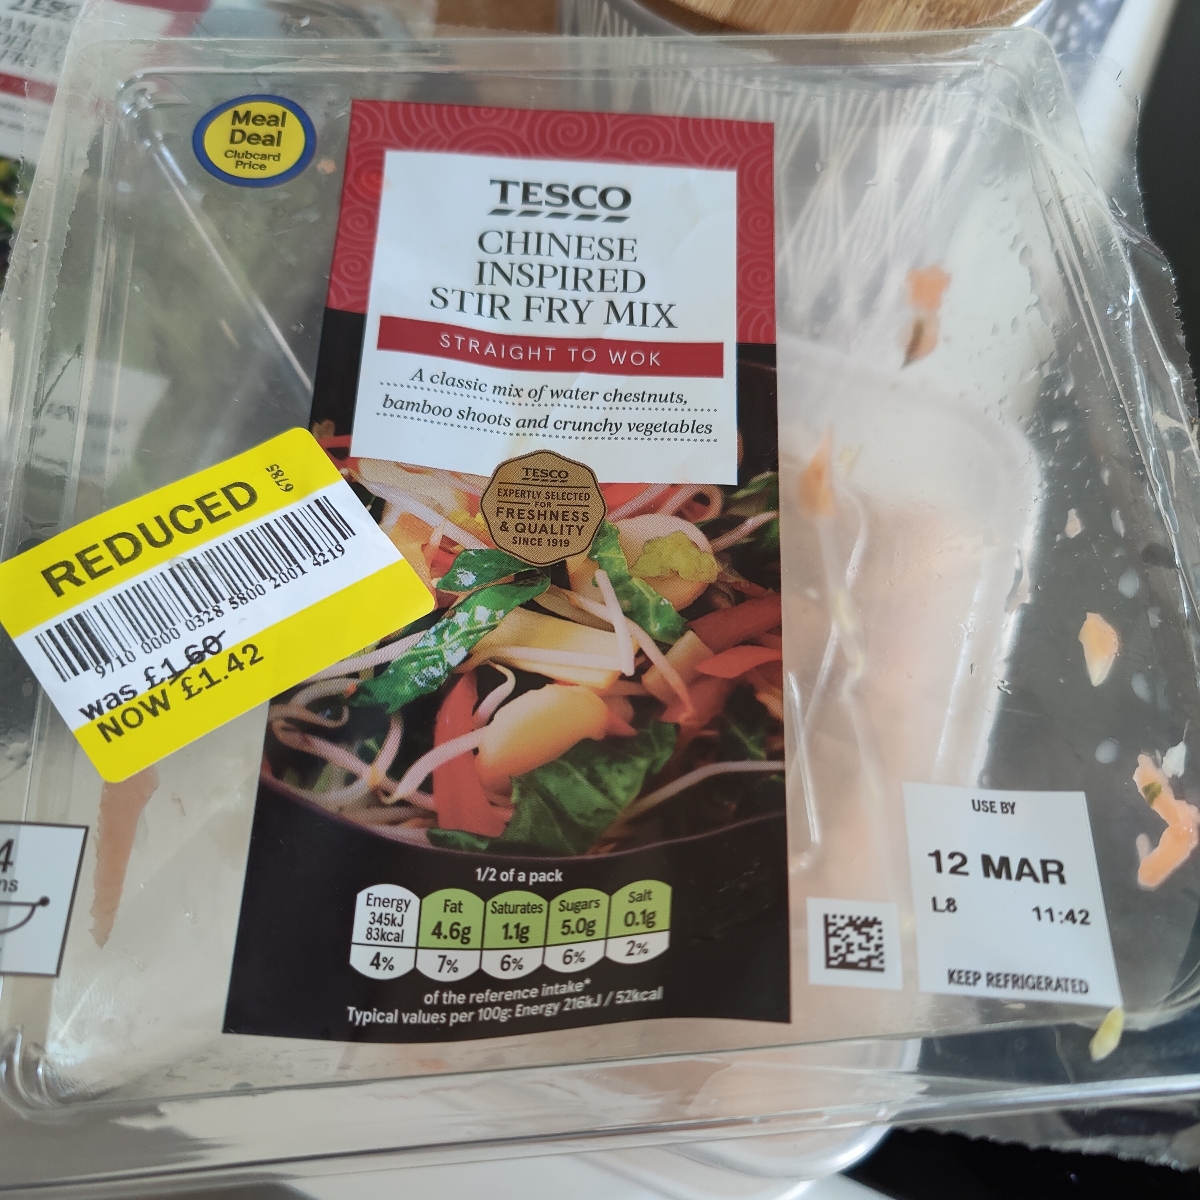 Meal
Deal
Clubcard
Price
TESCO
CHINESE
INSPIRED
STIR FRY MIX
STRAIGHT TO WOK
A classic mix of water chestnuts,
bamboo shoots and crunchy vegetables
TESCO
EXPERTLY SELECTED
FOR
FRESHNESS
& QUALITY
SINCE 1919
REDUCED
6785
9710 0000 0328 5800 2001 4219
was £1.60
NOW £1.42
4
1/2 of a pack
Energy
345kJ
83kcal
4%
Fat
4.6g
7%
Saturates
1.1g
6%
Sugars
5.0g
6%
Salt
0.1g
2%
of the reference intake*
Typical values per 100g: Energy 216kJ / 52kcal
USE BY
12 MAR
L8 11:42
KEEP REFRIGERATED